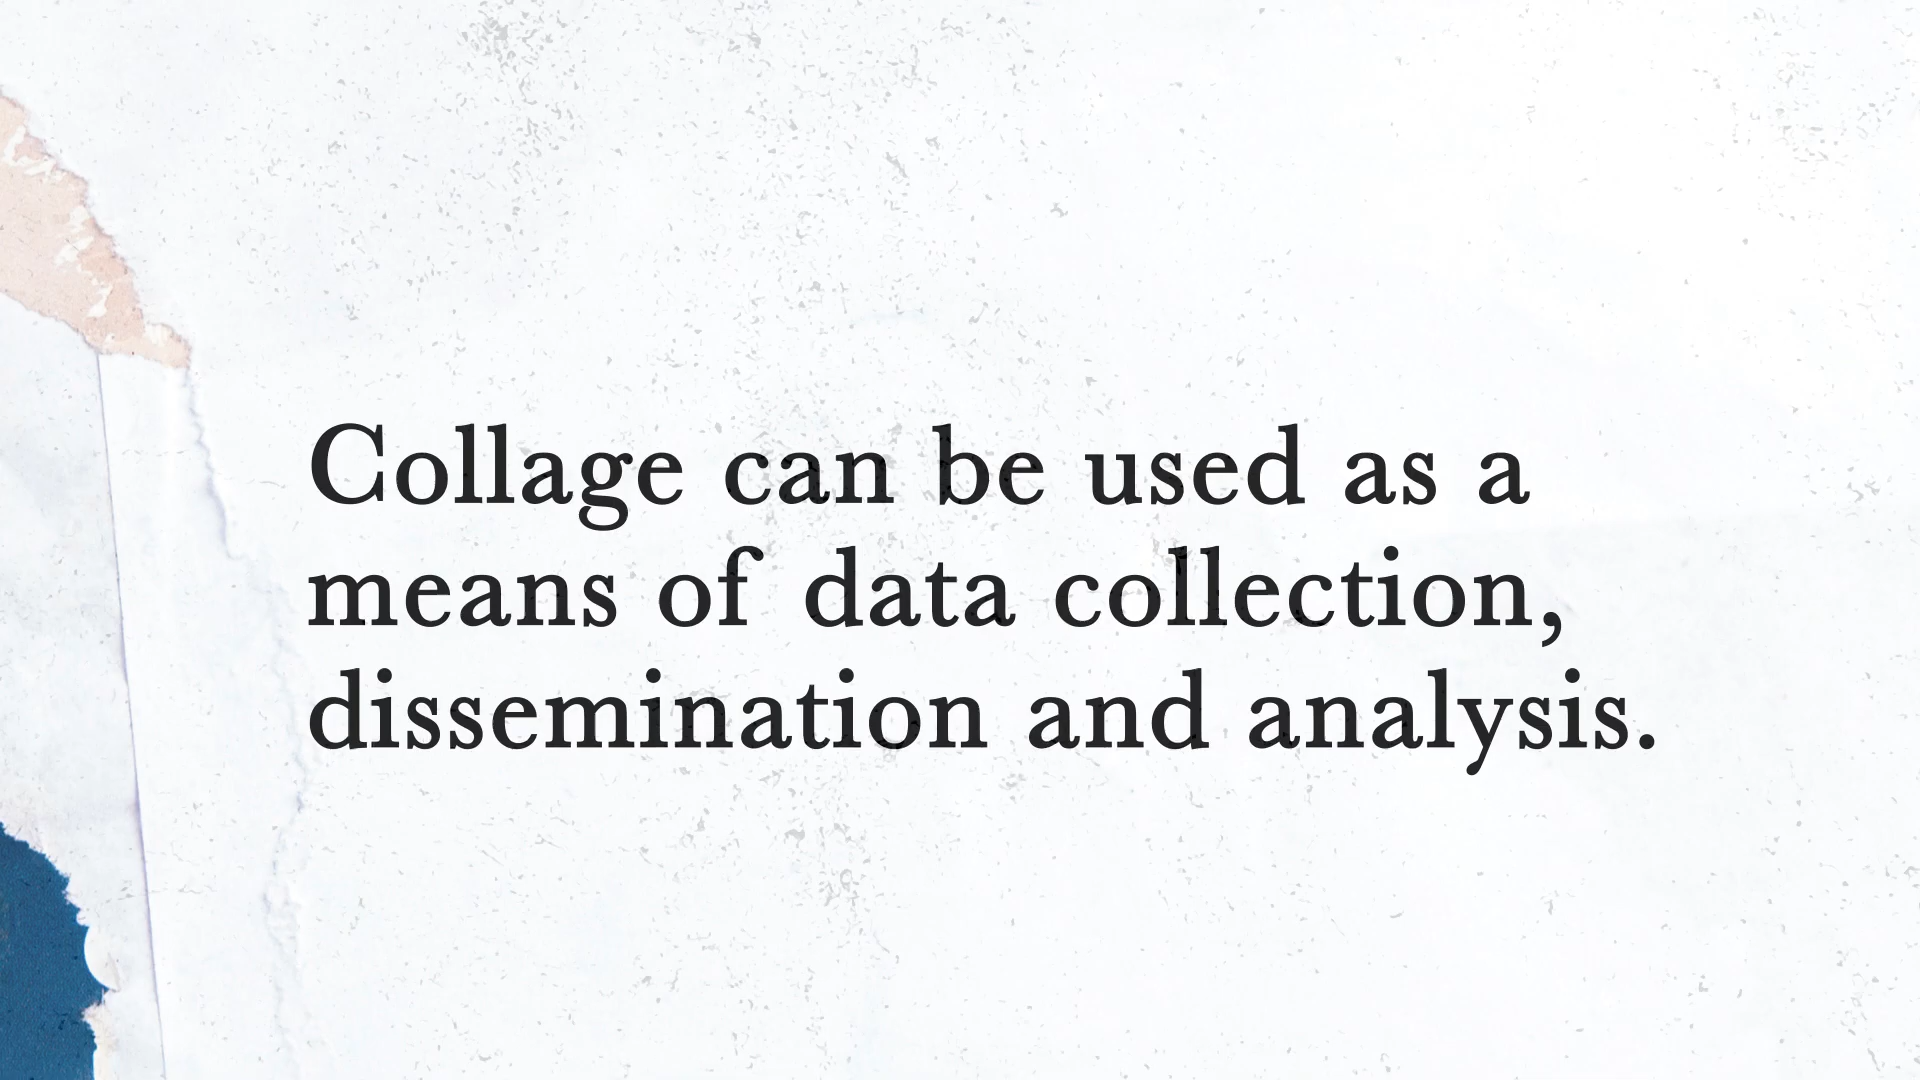 Collage can be used as a
means of data collection,
dissemination and analysis.